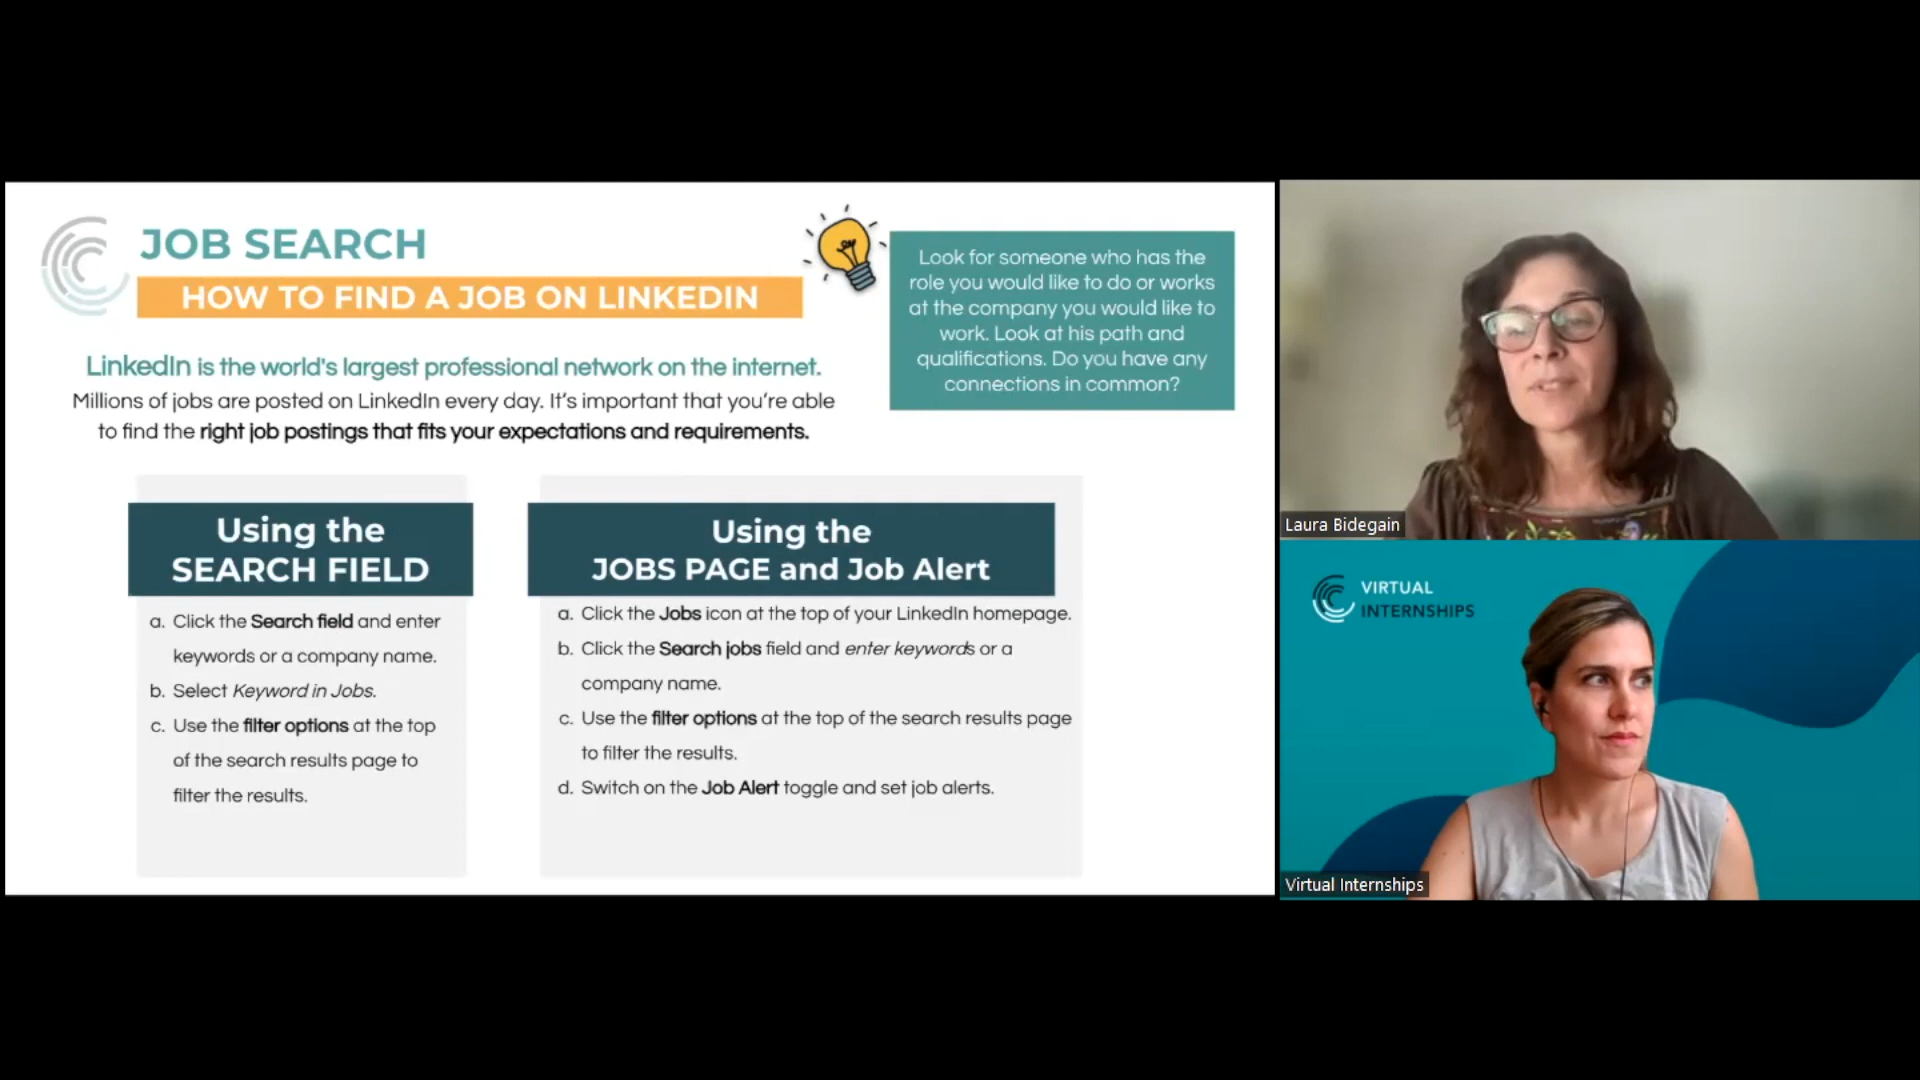 JOB SEARCH
HOW TO FIND A JOB ON LINKEDIN
Look for someone who has the
role you would like to do or works
at the company you would like to
work. Look at his path and
qualifications. Do you have any
connections in common?
LinkedIn is the world's largest professional network on the internet.
Millions of jobs are posted on LinkedIn every day. It's important that you're able
to find the right job postings that fits your expectations and requirements.
Using the
SEARCH FIELD
a. Click the Search field and enter
keywords or a company name.
b. Select Keyword in Jobs.
c. Use the filter options at the top
of the search results page to
filter the results.
Using the
JOBS PAGE and Job Alert
a. Click the Jobs icon at the top of your LinkedIn homepage.
b. Click the Search jobs field and enter keywords or a
company name.
c. Use the filter options at the top of the search results page
to filter the results.
d. Switch on the Job Alert toggle and set job alerts.
Laura Bidegain
VIRTUAL
INTERNSHIPS
Virtual Internships